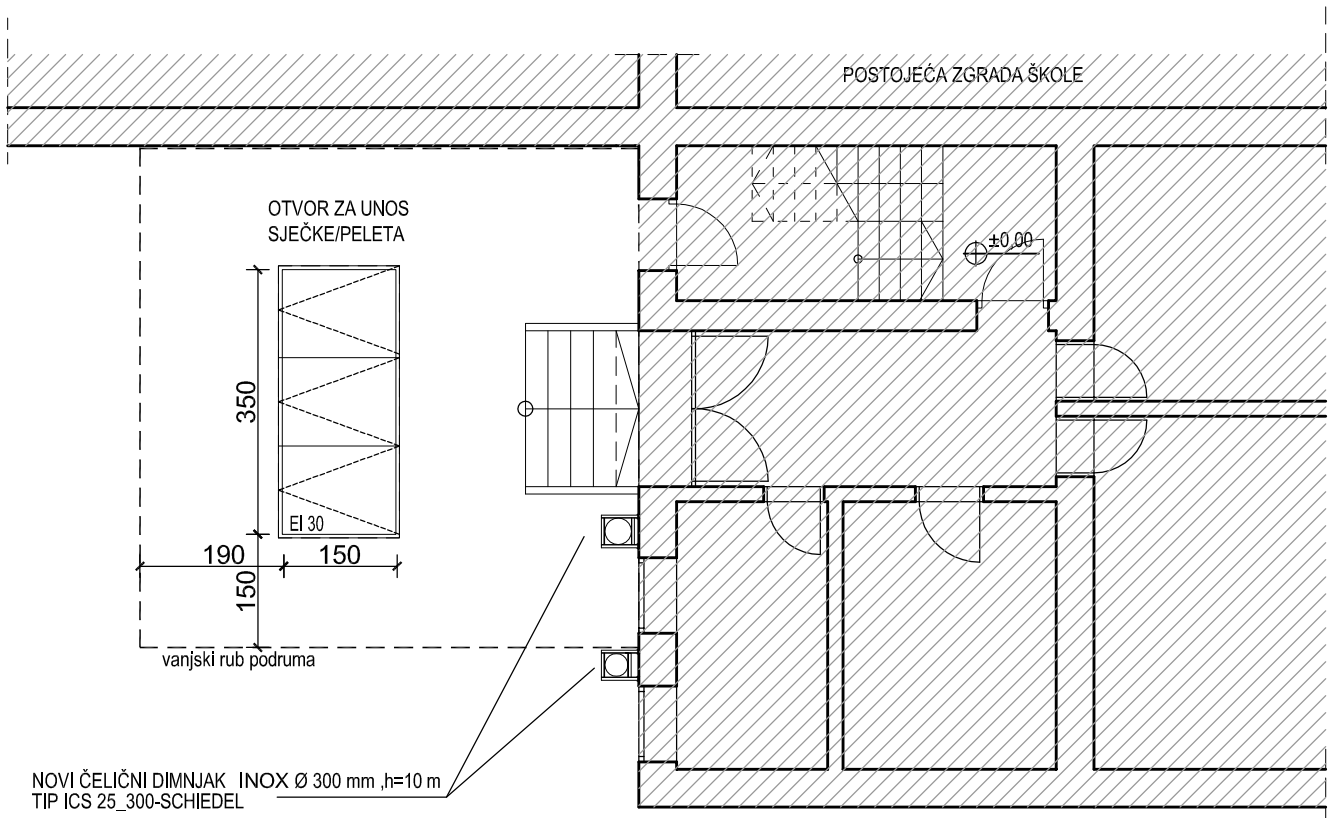 POSTOJEĆA ZGRADA ŠKOLE
OTVOR ZA UNOS
SJEČKE/PELETA
±0.00
350
EI 30
190
150
150
vanjski rub podruma
NOVI ČELIČNI DIMNJAK INOX Ø 300 mm ,h=10 m
TIP ICS 25_300-SCHIEDEL